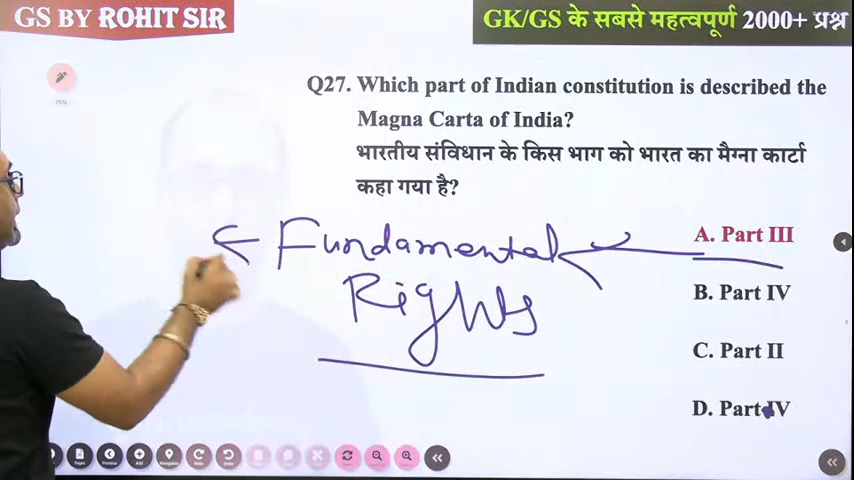 GS BY ROHIT SIR
GK/GS के सबसे महत्वपूर्ण 2000+ प्रश्न
Q27. Which part of Indian constitution is described the
Magna Carta of India?
भारतीय संविधान के किस भाग को भारत का मैग्ना कार्टा
कहा गया है?
Fundamental
Rights
A. Part III
B. Part IV
C. Part II
D. Part IV